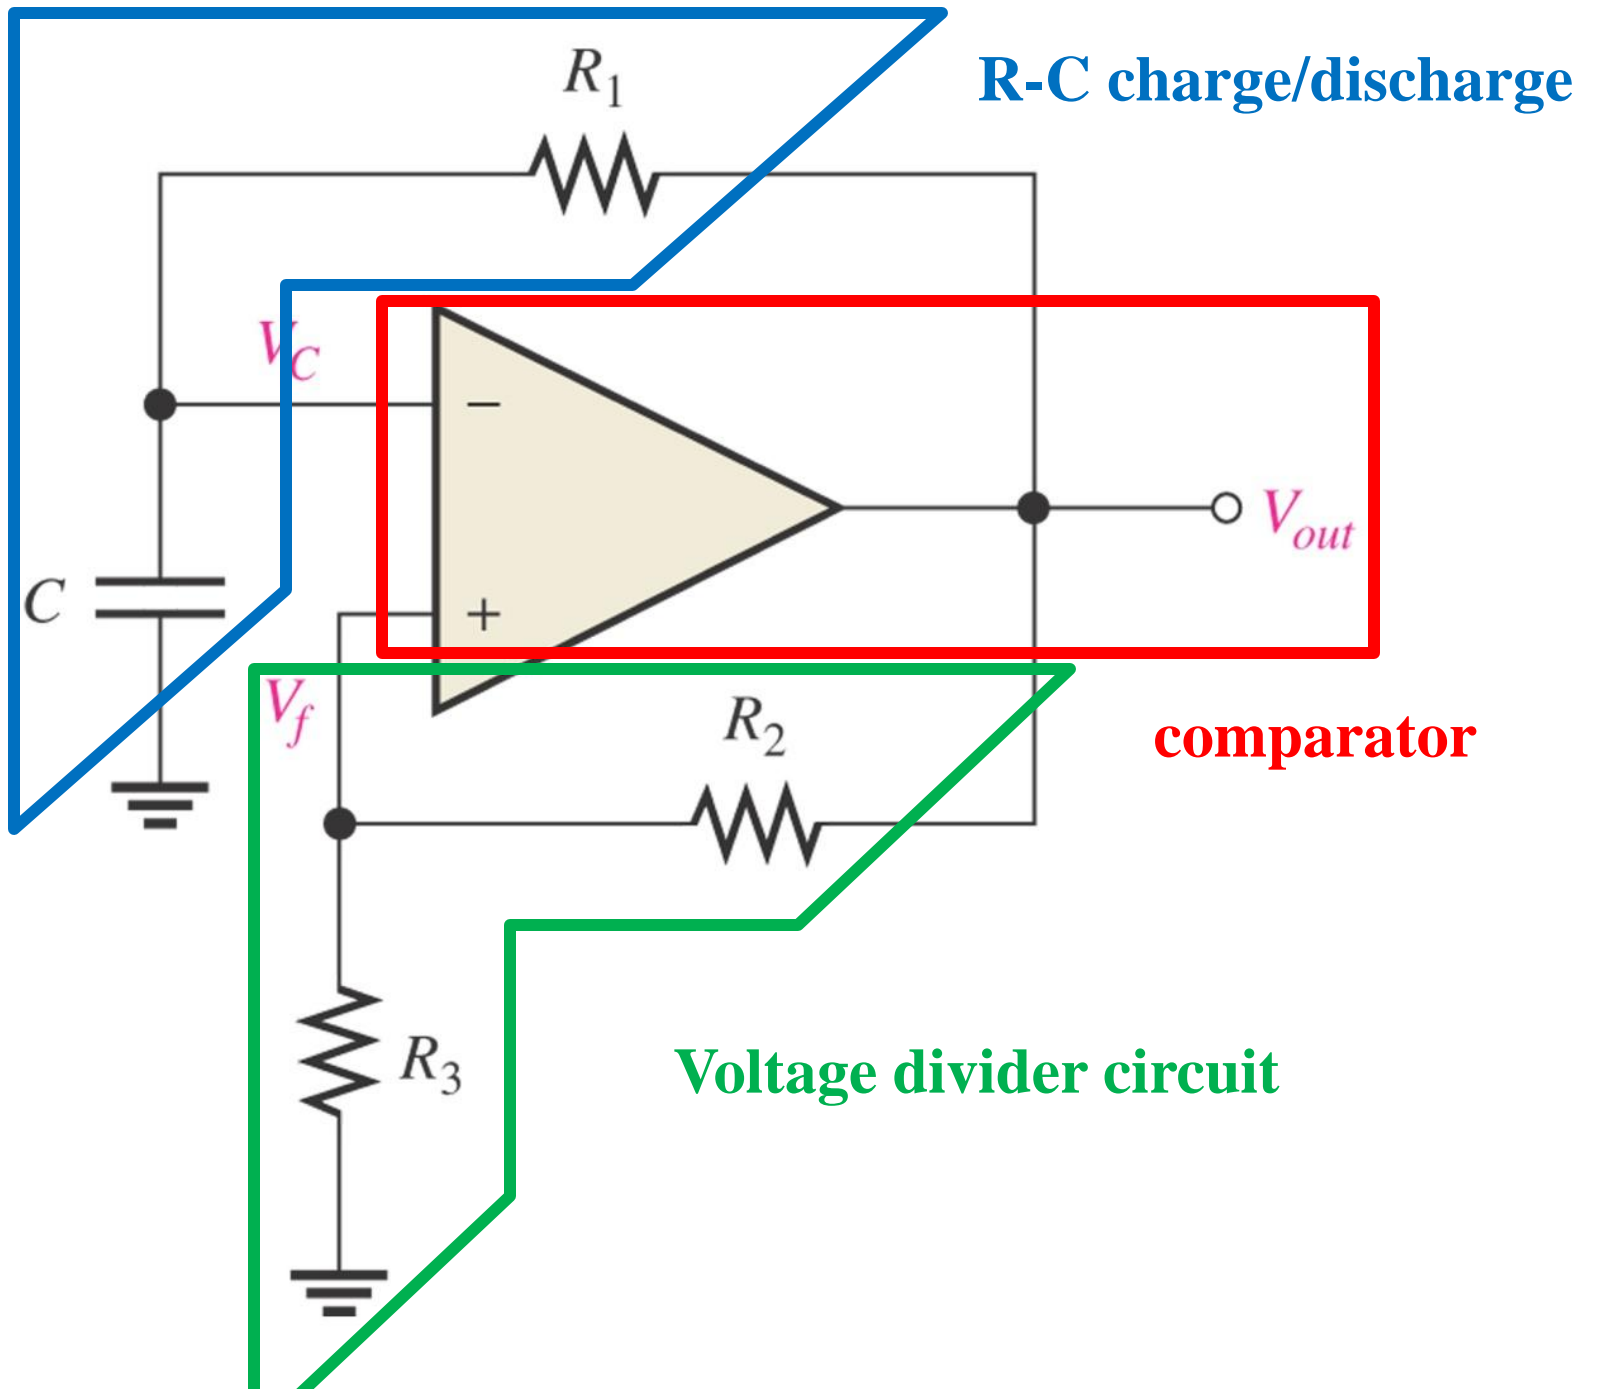 R1
R-C charge/discharge
VC
−
Vout
C
+
Vf
R2
comparator
R3
Voltage divider circuit